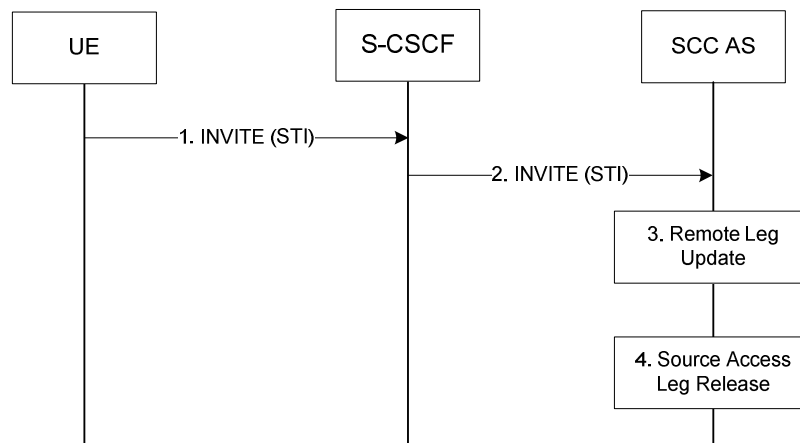 UE
S-CSCF
SCC AS
1. INVITE (STI)
2. INVITE (STI)
3. Remote Leg
Update
4. Source Access
Leg Release